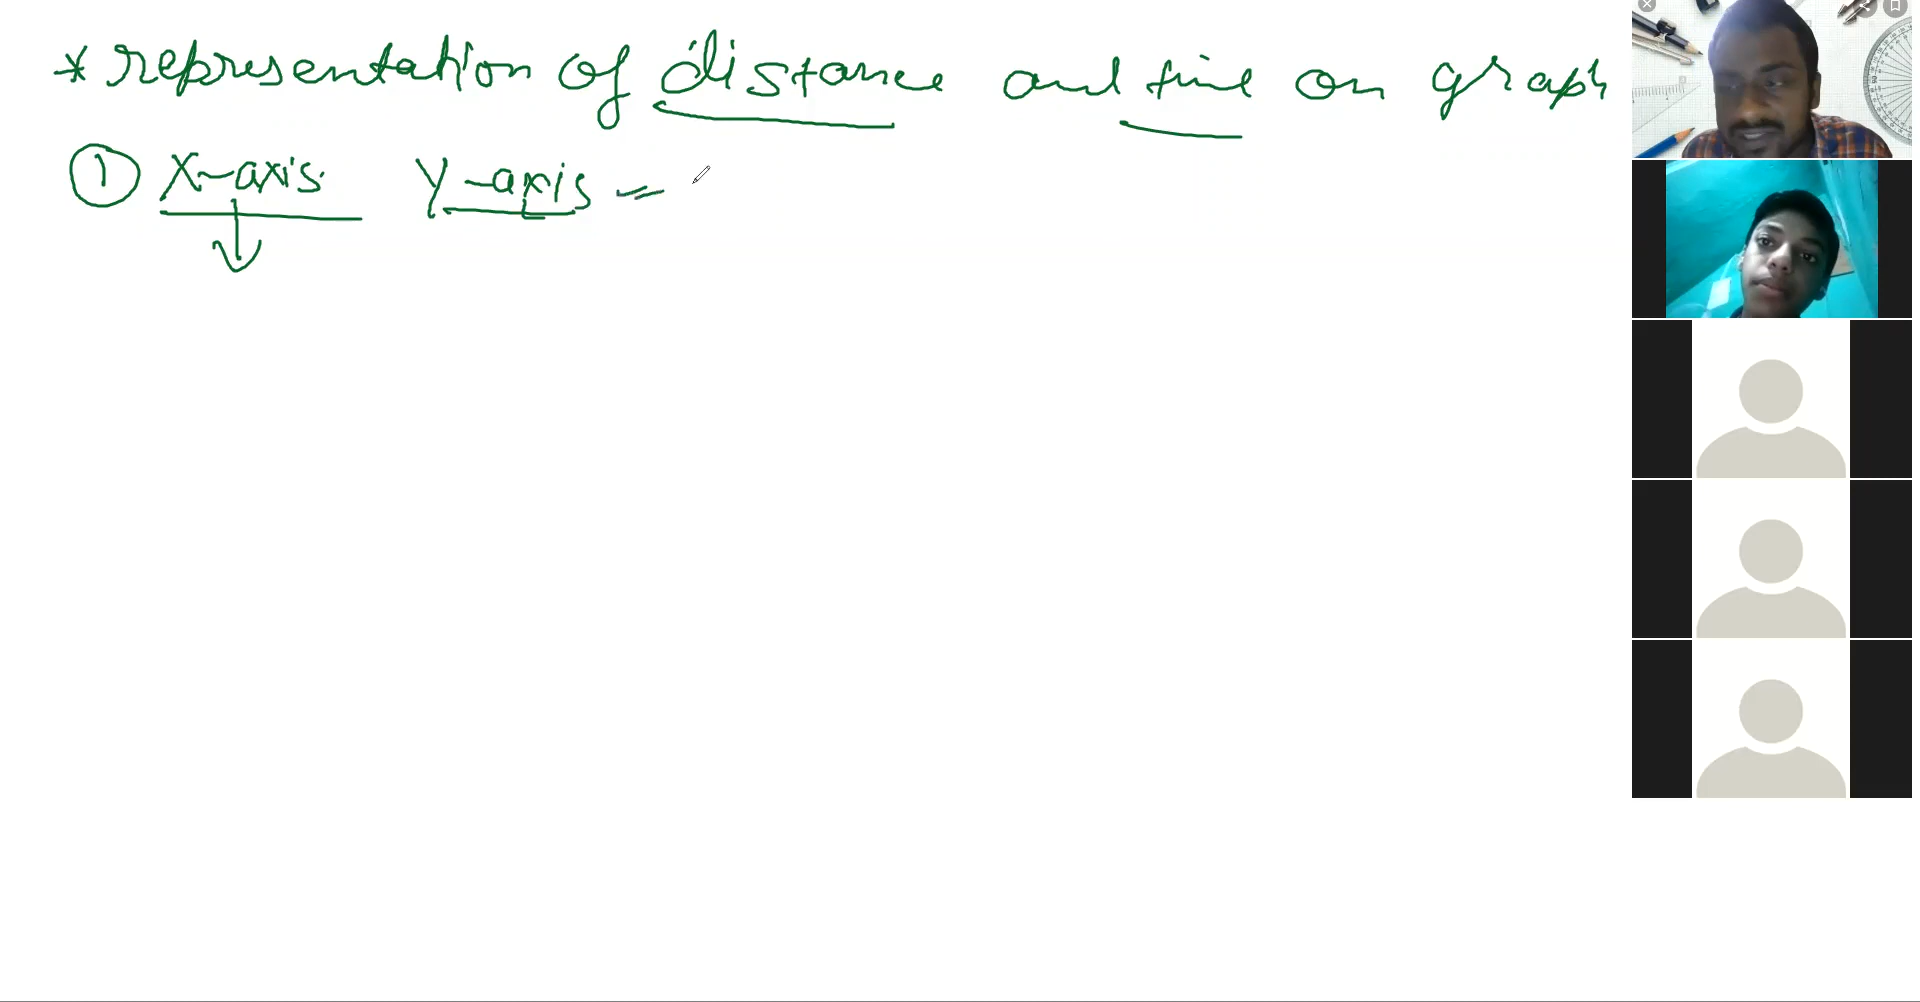 * representation of distance and time on graph
① X-axis Y-axis =